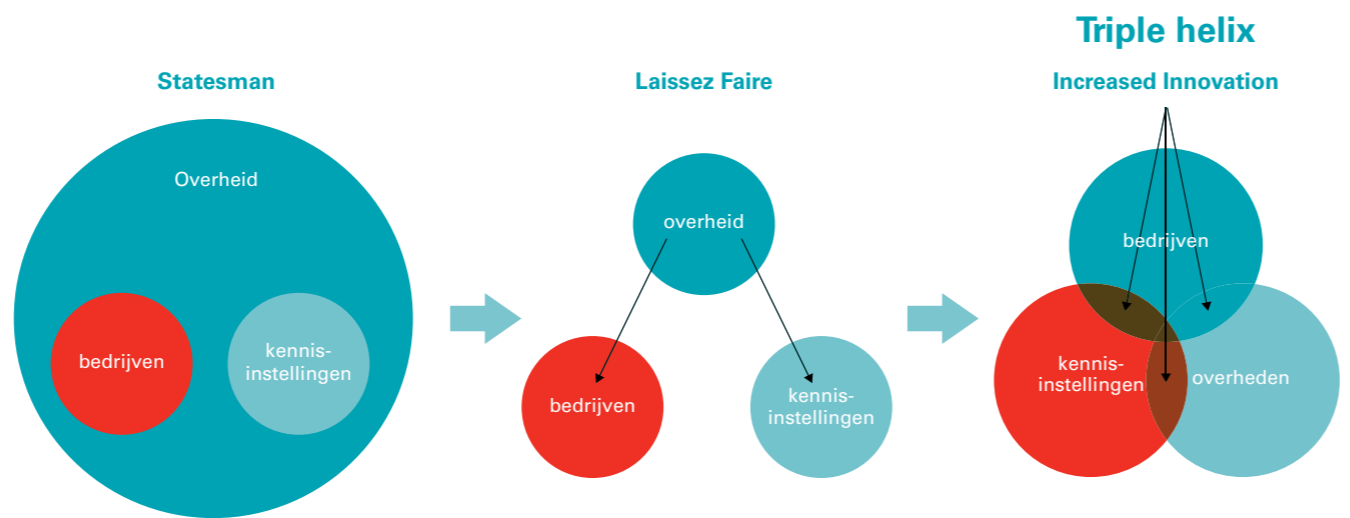 Triple helix
Statesman
Laissez Faire
Increased Innovation
Overheid
bedrijven
kennis-
instellingen
overheid
bedrijven
kennis-
instellingen
bedrijven
kennis-
instellingen
overheden